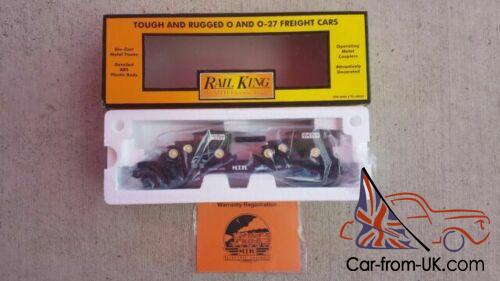 TOUGH AND RUGGED O AND O-27 FREIGHT CARS
Die-Cast
Metal Trucks
Detailed
ABS
Plastic Body
RAIL KING
Operating
Metal
Couplers
Attractively
Decorated
M.T.H.
Warranty Registration
M.T.H.
Car-from-UK.com